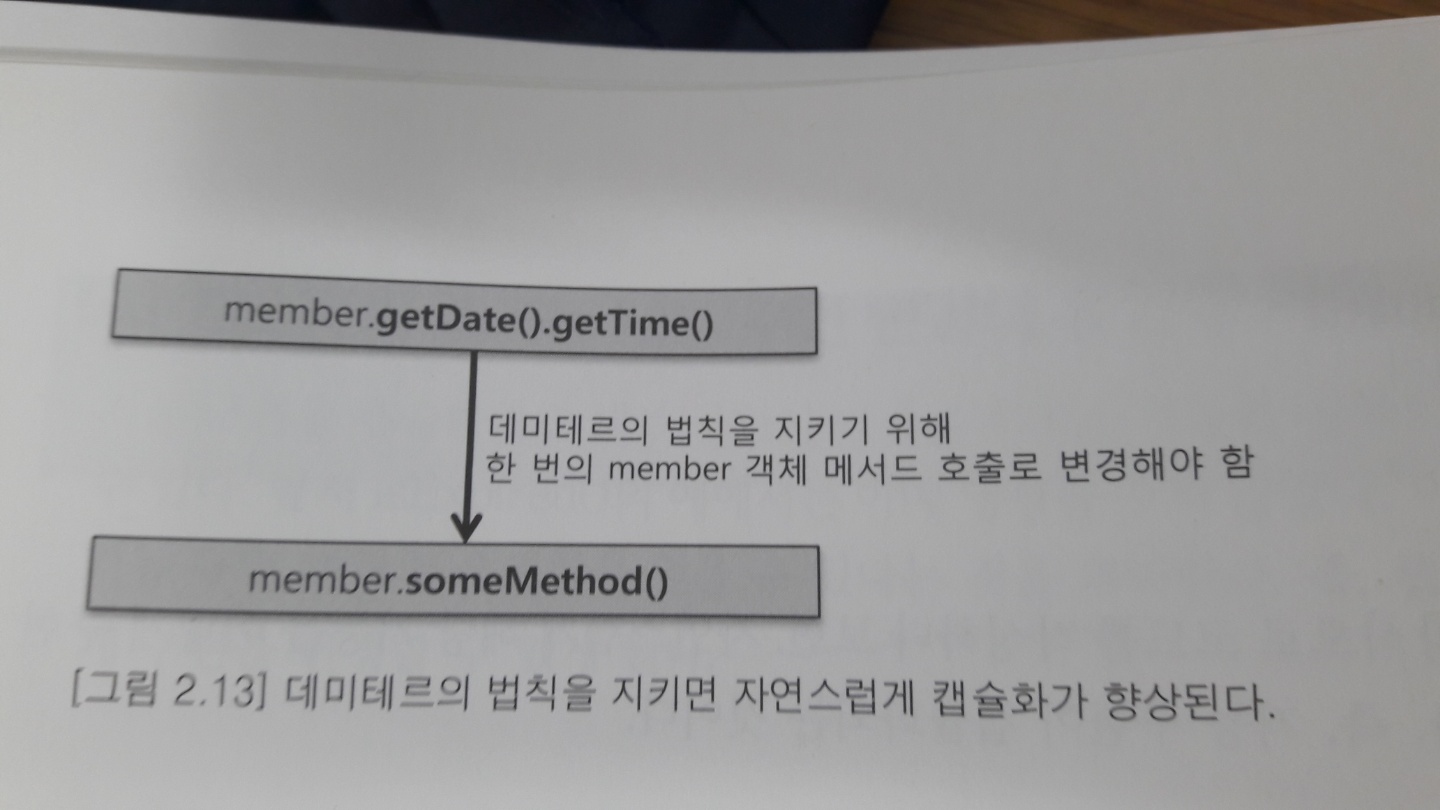 member.getDate().getTime()
데미테르의 법칙을 지키기 위해
한 번의 member 객체 메서드 호출로 변경해야 함
member.someMethod()
[그림 2.13] 데미테르의 법칙을 지키면 자연스럽게 캡슐화가 향상된다.